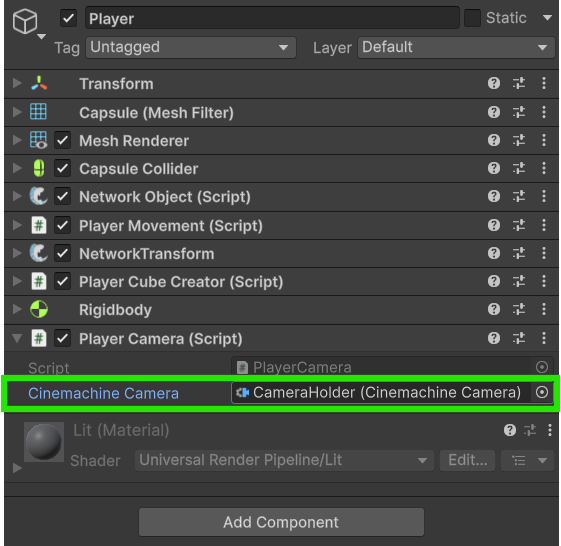 Player Static
Tag Untagged Layer Default
Transform
Capsule (Mesh Filter)
Mesh Renderer
Capsule Collider
Network Object (Script)
Player Movement (Script)
NetworkTransform
Player Cube Creator (Script)
Rigidbody
Player Camera (Script)
Script PlayerCamera
Cinemachine Camera CameraHolder (Cinemachine Camera)
Lit (Material)
Shader Universal Render Pipeline/Lit Edit...
Add Component